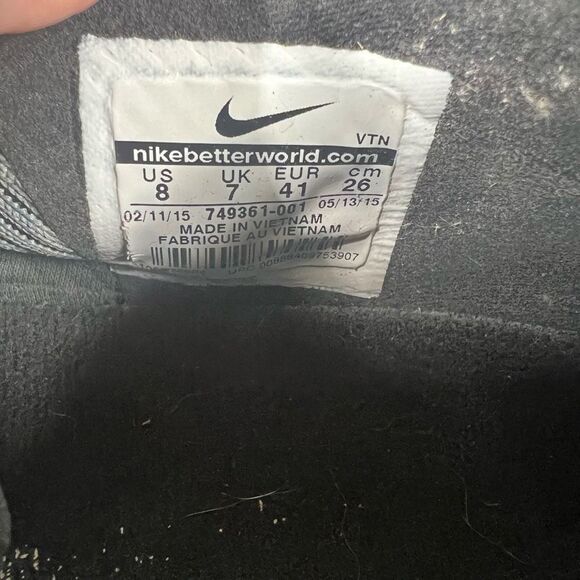 VTN
nikebetterworld.com
US UK EUR cm
8 7 41 26
02/11/15 749361-001 05/13/15
MADE IN VIETNAM
FABRIQUE AU VIETNAM
UPC